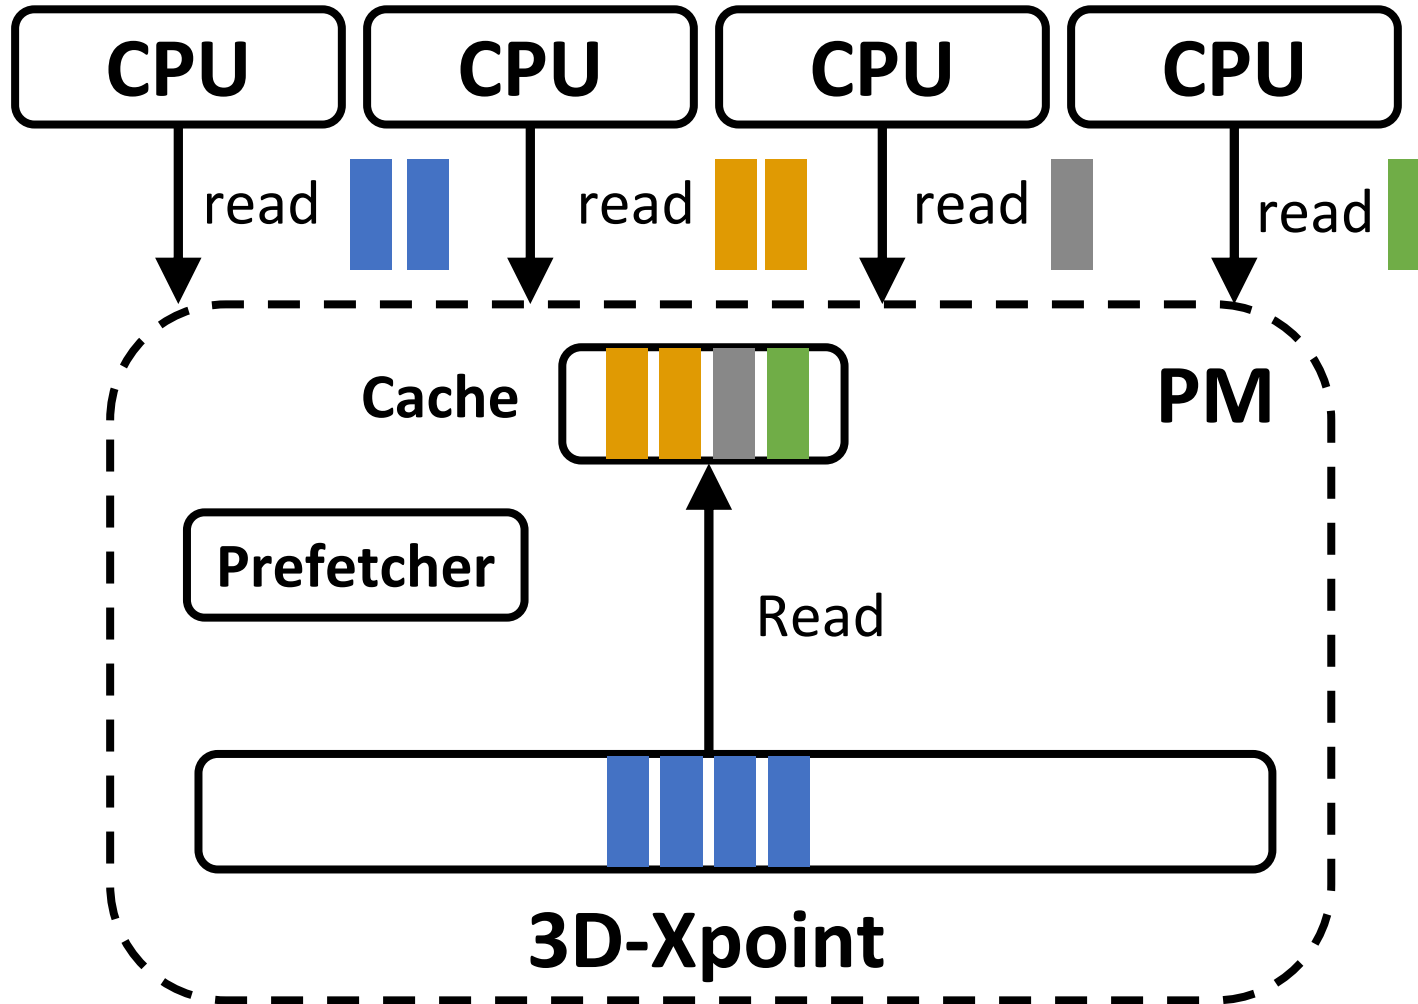 CPU CPU CPU CPU
read read read read
Cache PM
Prefetcher
Read
3D-Xpoint